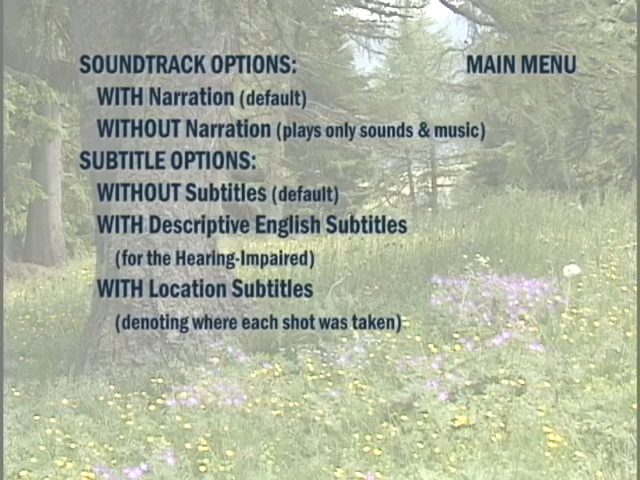 SOUNDTRACK OPTIONS: MAIN MENU
WITH Narration (default)
WITHOUT Narration (plays only sounds & music)
SUBTITLE OPTIONS:
WITHOUT Subtitles (default)
WITH Descriptive English Subtitles
(for the Hearing-Impaired)
WITH Location Subtitles
(denoting where each shot was taken)